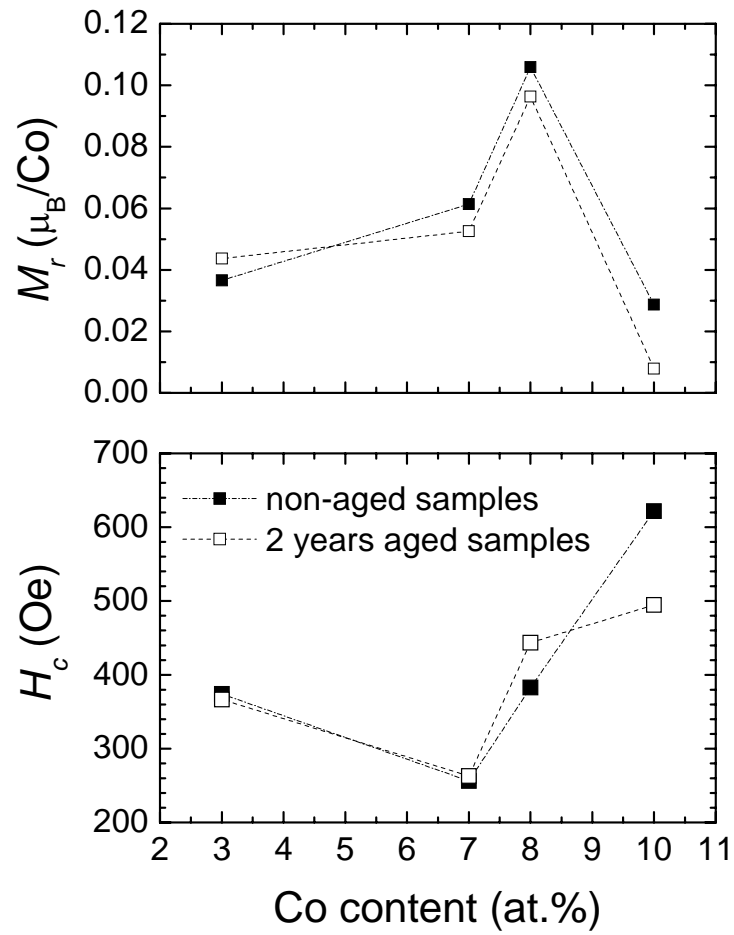 0.12
0.10
0.08
0.06
0.04
0.02
0.00
M_r (μ_B/Co)
700
600
500
400
300
200
H_c (Oe)
non-aged samples
2 years aged samples
2 3 4 5 6 7 8 9 10 11
Co content (at.%)